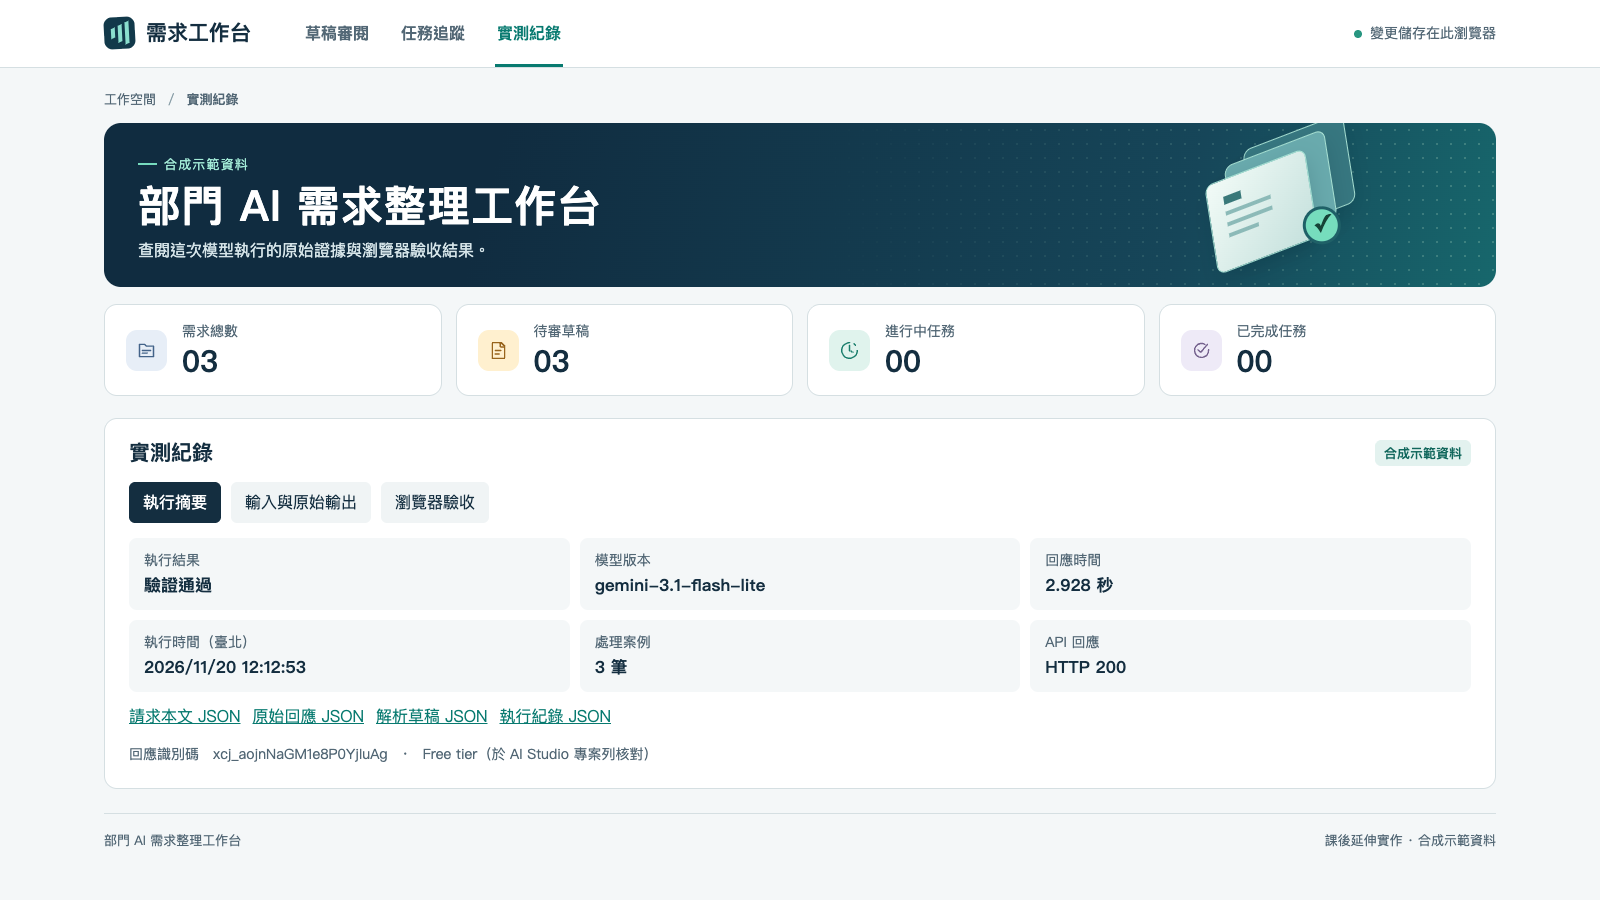 需求工作台
草稿審閱
任務追蹤
實測紀錄
變更儲存在此瀏覽器
工作空間 / 實測紀錄
合成示範資料
部門 AI 需求整理工作台
查閱這次模型執行的原始證據與瀏覽器驗收結果。
需求總數
03
待審草稿
03
進行中任務
00
已完成任務
00
實測紀錄
合成示範資料
執行摘要
輸入與原始輸出
瀏覽器驗收
執行結果
驗證通過
模型版本
gemini-3.1-flash-lite
回應時間
2.928 秒
執行時間（臺北）
2026/11/20 12:12:53
處理案例
3 筆
API 回應
HTTP 200
請求本文 JSON 原始回應 JSON 解析草稿 JSON 執行紀錄 JSON
回應識別碼 xcj_aojnNaGM1e8P0YjluAg · Free tier（於 AI Studio 專案列核對）
部門 AI 需求整理工作台
課後延伸實作 · 合成示範資料